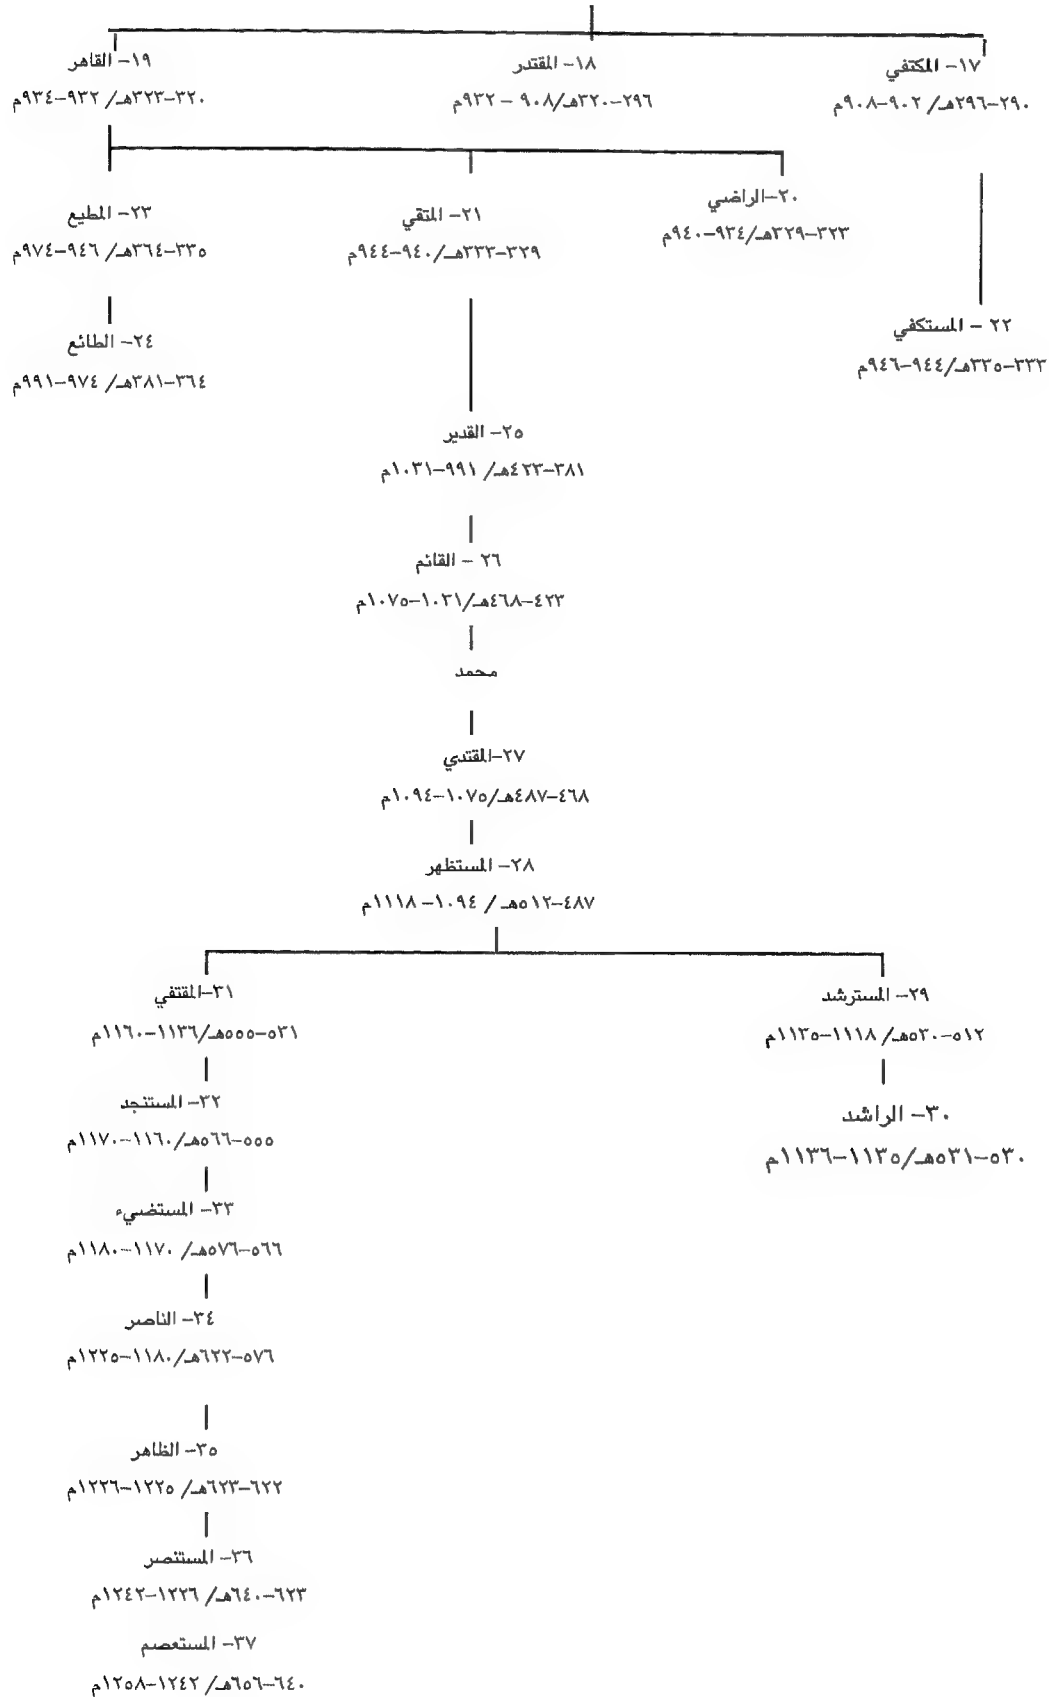 ١٧- المكتفي
٢٩٠-٢٩٦هـ/ ٩٠٢-٩٠٨م
١٨- المقتدر
٢٩٦-٣٢٠هـ/٩٠٨ - ٩٣٢م
١٩- القاهر
٣٢٠-٣٢٣هـ/ ٩٣٢-٩٣٤م
٢٠-الراضي
٣٢٣-٣٢٩هـ/٩٣٤-٩٤٠م
٢١- المتقي
٣٢٩-٣٣٣هـ/٩٤٠-٩٤٤م
٢٣- المطيع
٣٣٥-٣٦٤هـ/ ٩٤٦-٩٧٤م
٢٢ - المستكفي
٣٣٣-٣٣٥هـ/٩٤٤-٩٤٦م
٢٤- الطائع
٣٦٤-٣٨١هـ/ ٩٧٤-٩٩١م
٢٥- القدير
٣٨١-٤٢٣هـ/ ٩٩١-١٠٣١م
٢٦ - القائم
٤٢٣-٤٦٨هـ/١٠٣١-١٠٧٥م
محمد
٢٧-المقتدي
٤٦٨-٤٨٧هـ/١٠٧٥-١٠٩٤م
٢٨- المستظهر
٤٨٧-٥١٢هـ / ١٠٩٤-١١١٨م
٢٩- المسترشد
٥١٢-٥٣٠هـ/ ١١١٨-١١٣٥م
٣١-المقتفي
٥٣١-٥٥٥هـ/١١٣٦-١١٦٠م
٣٠- الراشد
٥٣٠-٥٣١هـ/١١٣٥-١١٣٦م
٣٢- المستنجد
٥٥٥-٥٦٦هـ/١١٦٠-١١٧٠م
٣٣- المستضيء
٥٦٦-٥٧٦هـ/ ١١٧٠-١١٨٠م
٣٤- الناصر
٥٧٦-٦٢٢هـ/١١٨٠-١٢٢٥م
٣٥- الظاهر
٦٢٢-٦٢٣هـ/ ١٢٢٥-١٢٢٦م
٣٦- المستنصر
٦٢٣-٦٤٠هـ/ ١٢٢٦-١٢٤٢م
٣٧- المستعصم
٦٤٠-٦٥٦هـ/ ١٢٤٢-١٢٥٨م